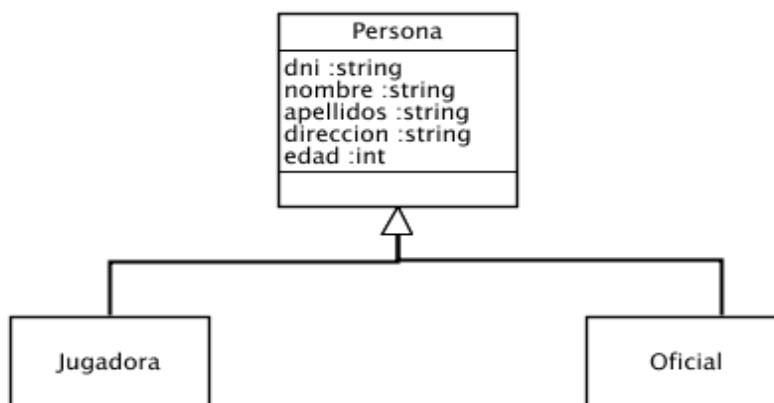 Persona
dni :string
nombre :string
apellidos :string
direccion :string
edad :int
Jugadora
Oficial